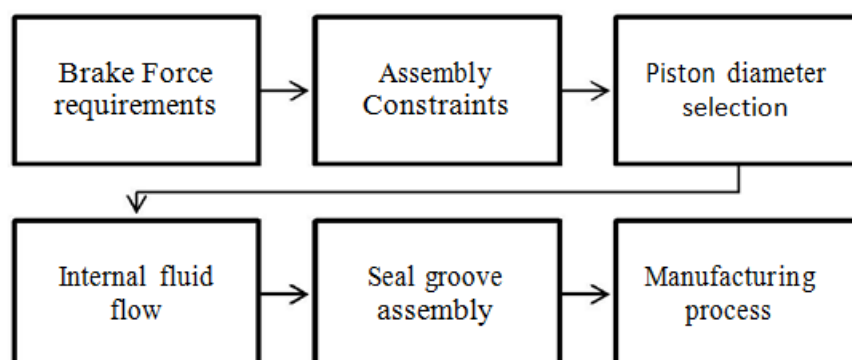 Brake Force
requirements
Assembly
Constraints
Piston diameter
selection
Internal fluid
flow
Seal groove
assembly
Manufacturing
process